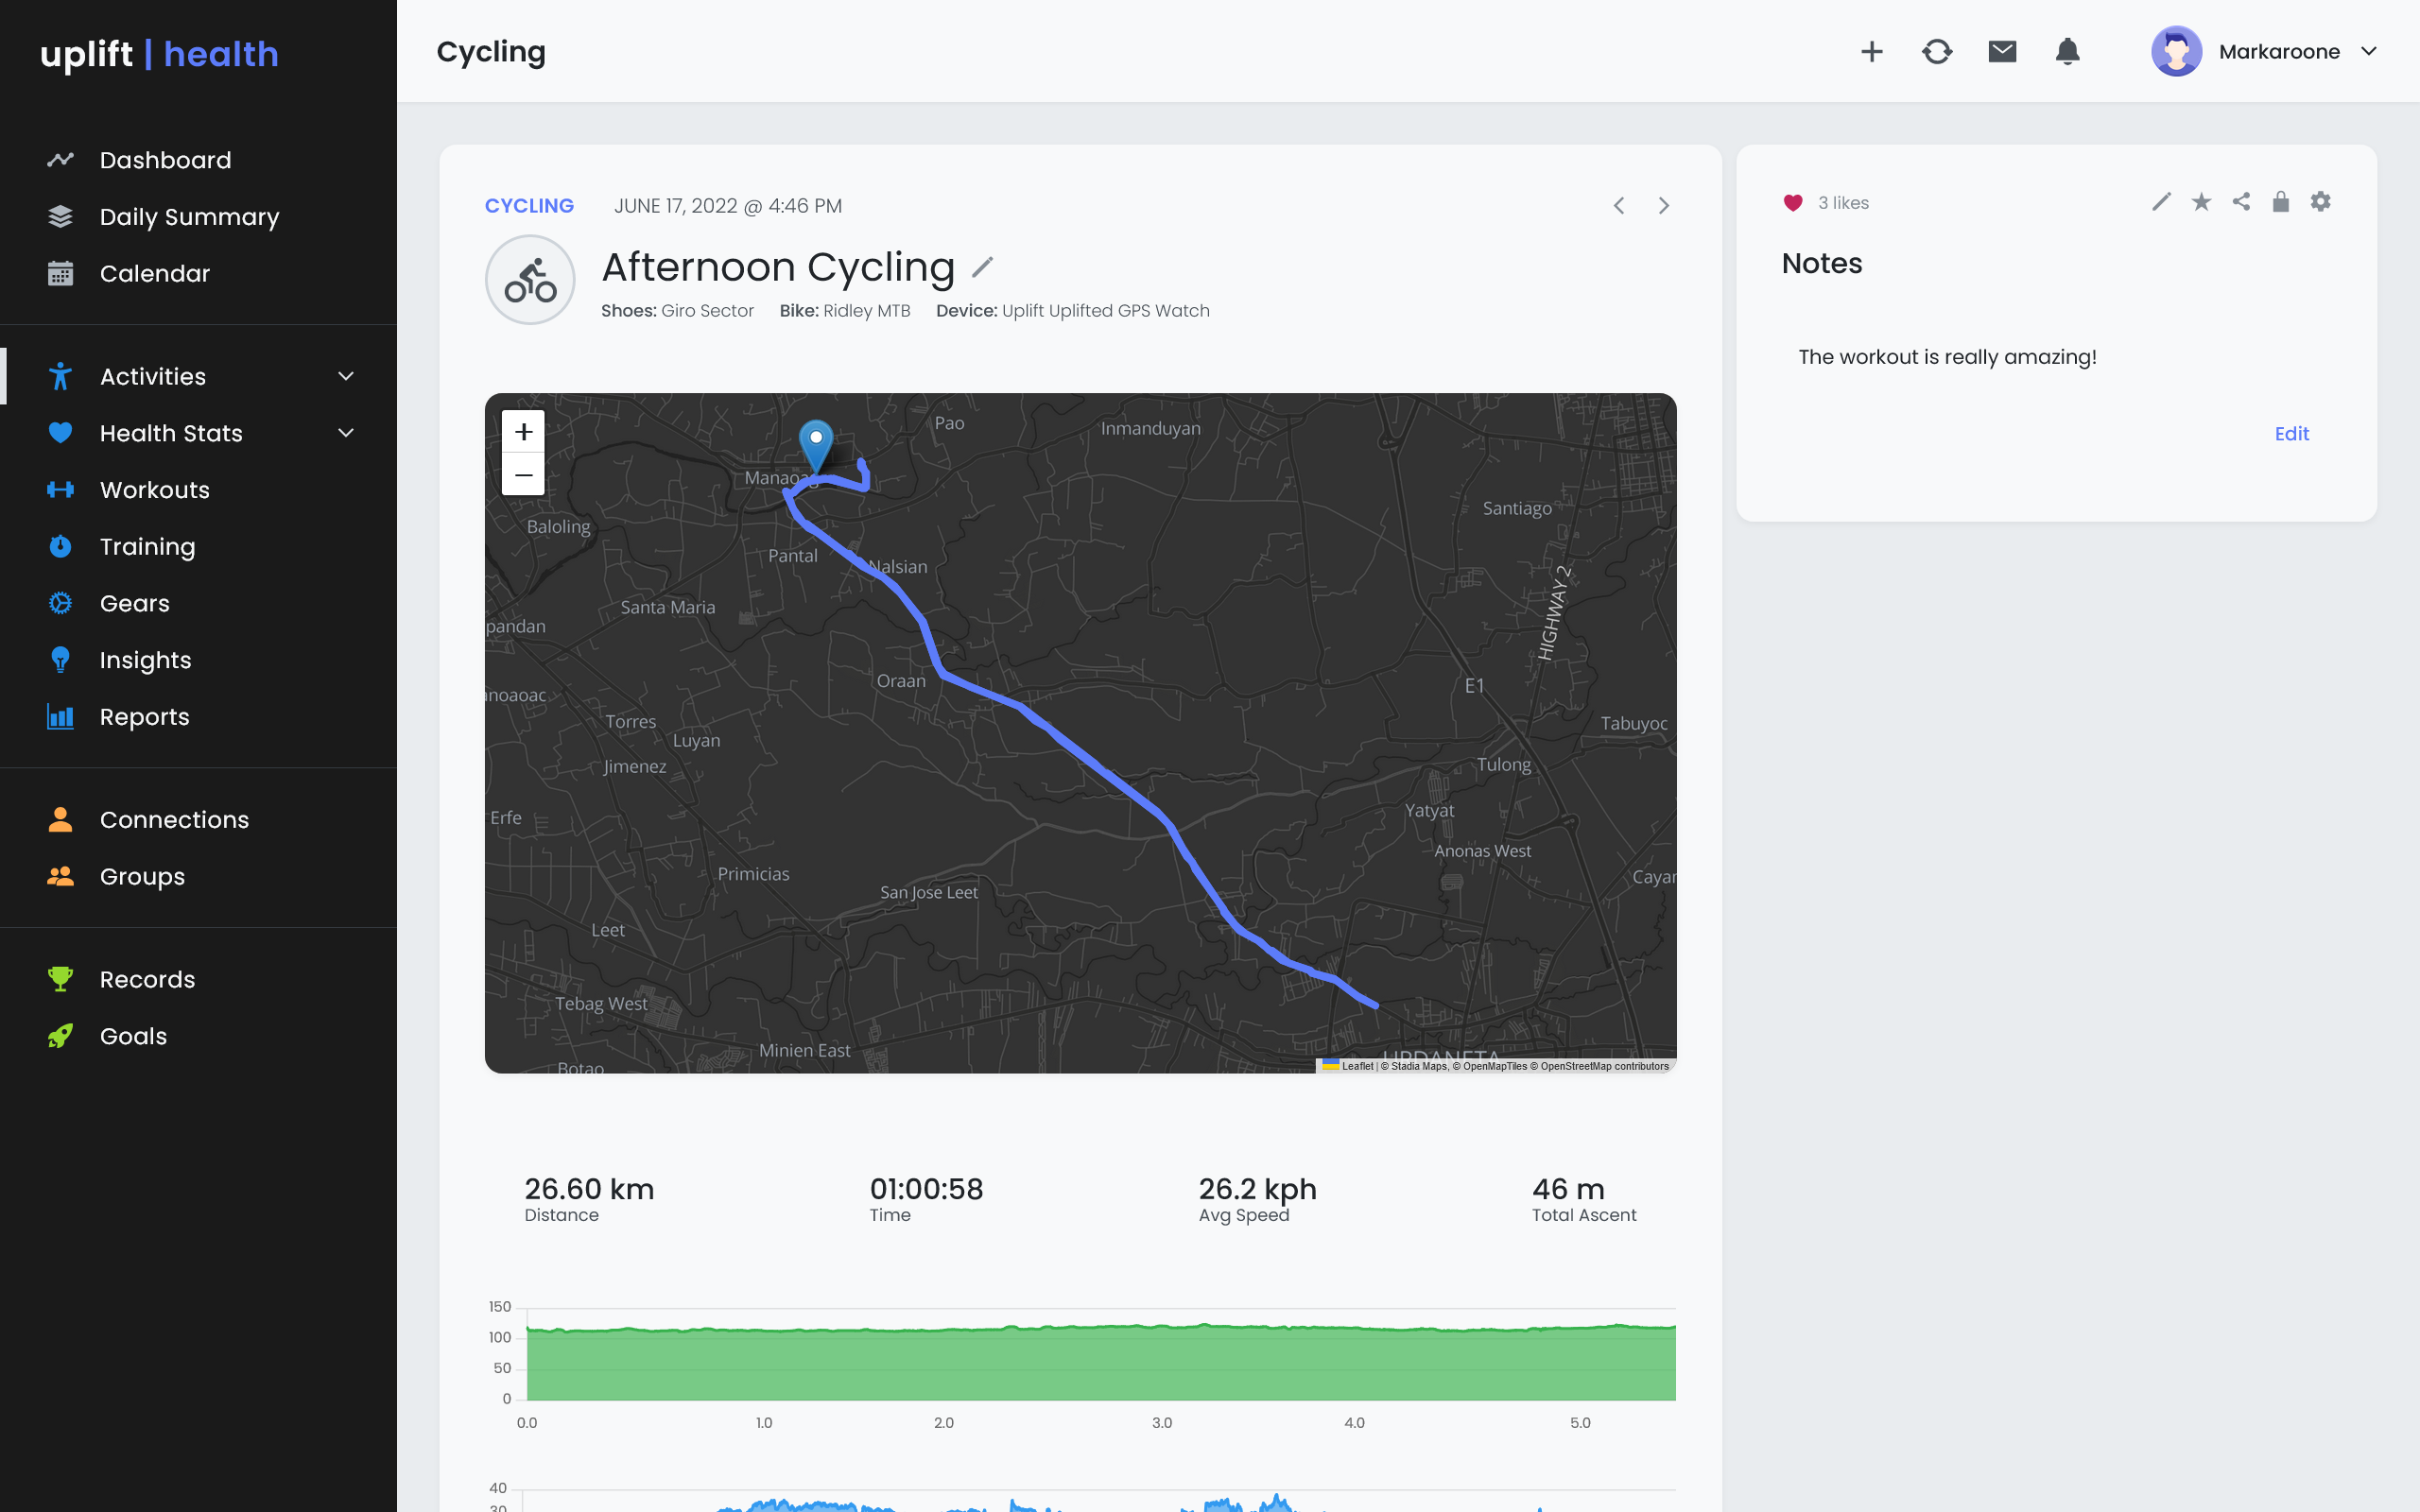 uplift | health
Cycling
Markaroone
Dashboard
Daily Summary
Calendar
Activities
Health Stats
Workouts
Training
Gears
Insights
Reports
Connections
Groups
Records
Goals
CYCLING JUNE 17, 2022 @ 4:46 PM
Afternoon Cycling
Shoes: Giro Sector Bike: Ridley MTB Device: Uplift Uplifted GPS Watch
+
−
Pao
Inmanduyan
Manaoag
Santiago
Baloling
Pantal
Nalsian
HIGHWAY 2
Santa Maria
pandan
Oraan
E1
anoaoac
Torres
Tabuyoc
Luyan
Jimenez
Tulong
Yatyat
Erfe
Anonas West
Primicias
Cayar
San Jose Leet
Leet
Tebag West
Minien East
URDANETA
Botao
Leaflet | © Stadia Maps, © OpenMapTiles © OpenStreetMap contributors
26.60 km
Distance
01:00:58
Time
26.2 kph
Avg Speed
46 m
Total Ascent
150
100
50
0
0.0 1.0 2.0 3.0 4.0 5.0
40
30
3 likes
Notes
The workout is really amazing!
Edit